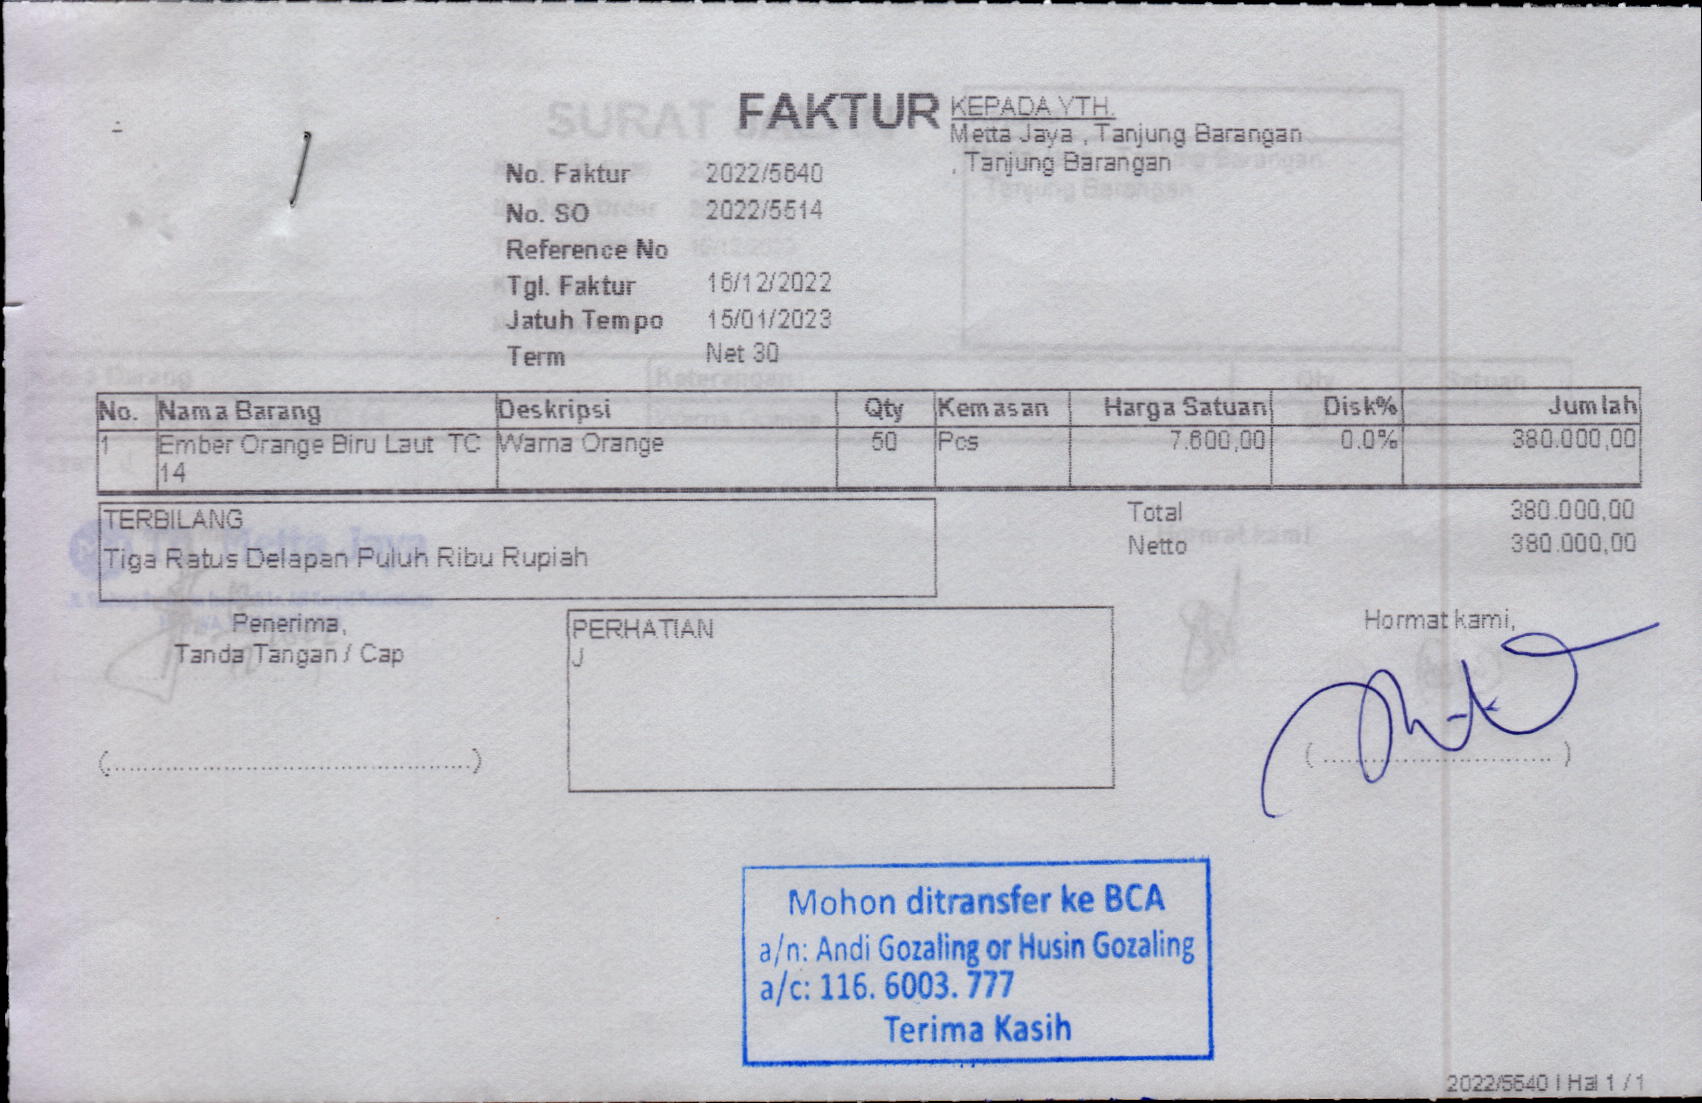 FAKTUR
KEPADA YTH.
Metta Jaya , Tanjung Barangan
, Tanjung Barangan
No. Faktur 2022/5640
No. SO 2022/5514
Reference No
Tgl. Faktur 16/12/2022
Jatuh Tempo 15/01/2023
Term Net 30
No. Nama Barang Deskripsi Qty Kemasan Harga Satuan Disk% Jumlah
1 Ember Orange Biru Laut TC Warna Orange 50 Pcs 7.600,00 0.0% 380.000,00
14
TERBILANG
Tiga Ratus Delapan Puluh Ribu Rupiah
Total 380.000,00
Netto 380.000,00
Penerima,
Tanda Tangan / Cap
PERHATIAN
J
Hormat kami,
Mohon ditransfer ke BCA
a/n: Andi Gozaling or Husin Gozaling
a/c: 116. 6003. 777
Terima Kasih
2022/5640 | Hal 1 / 1